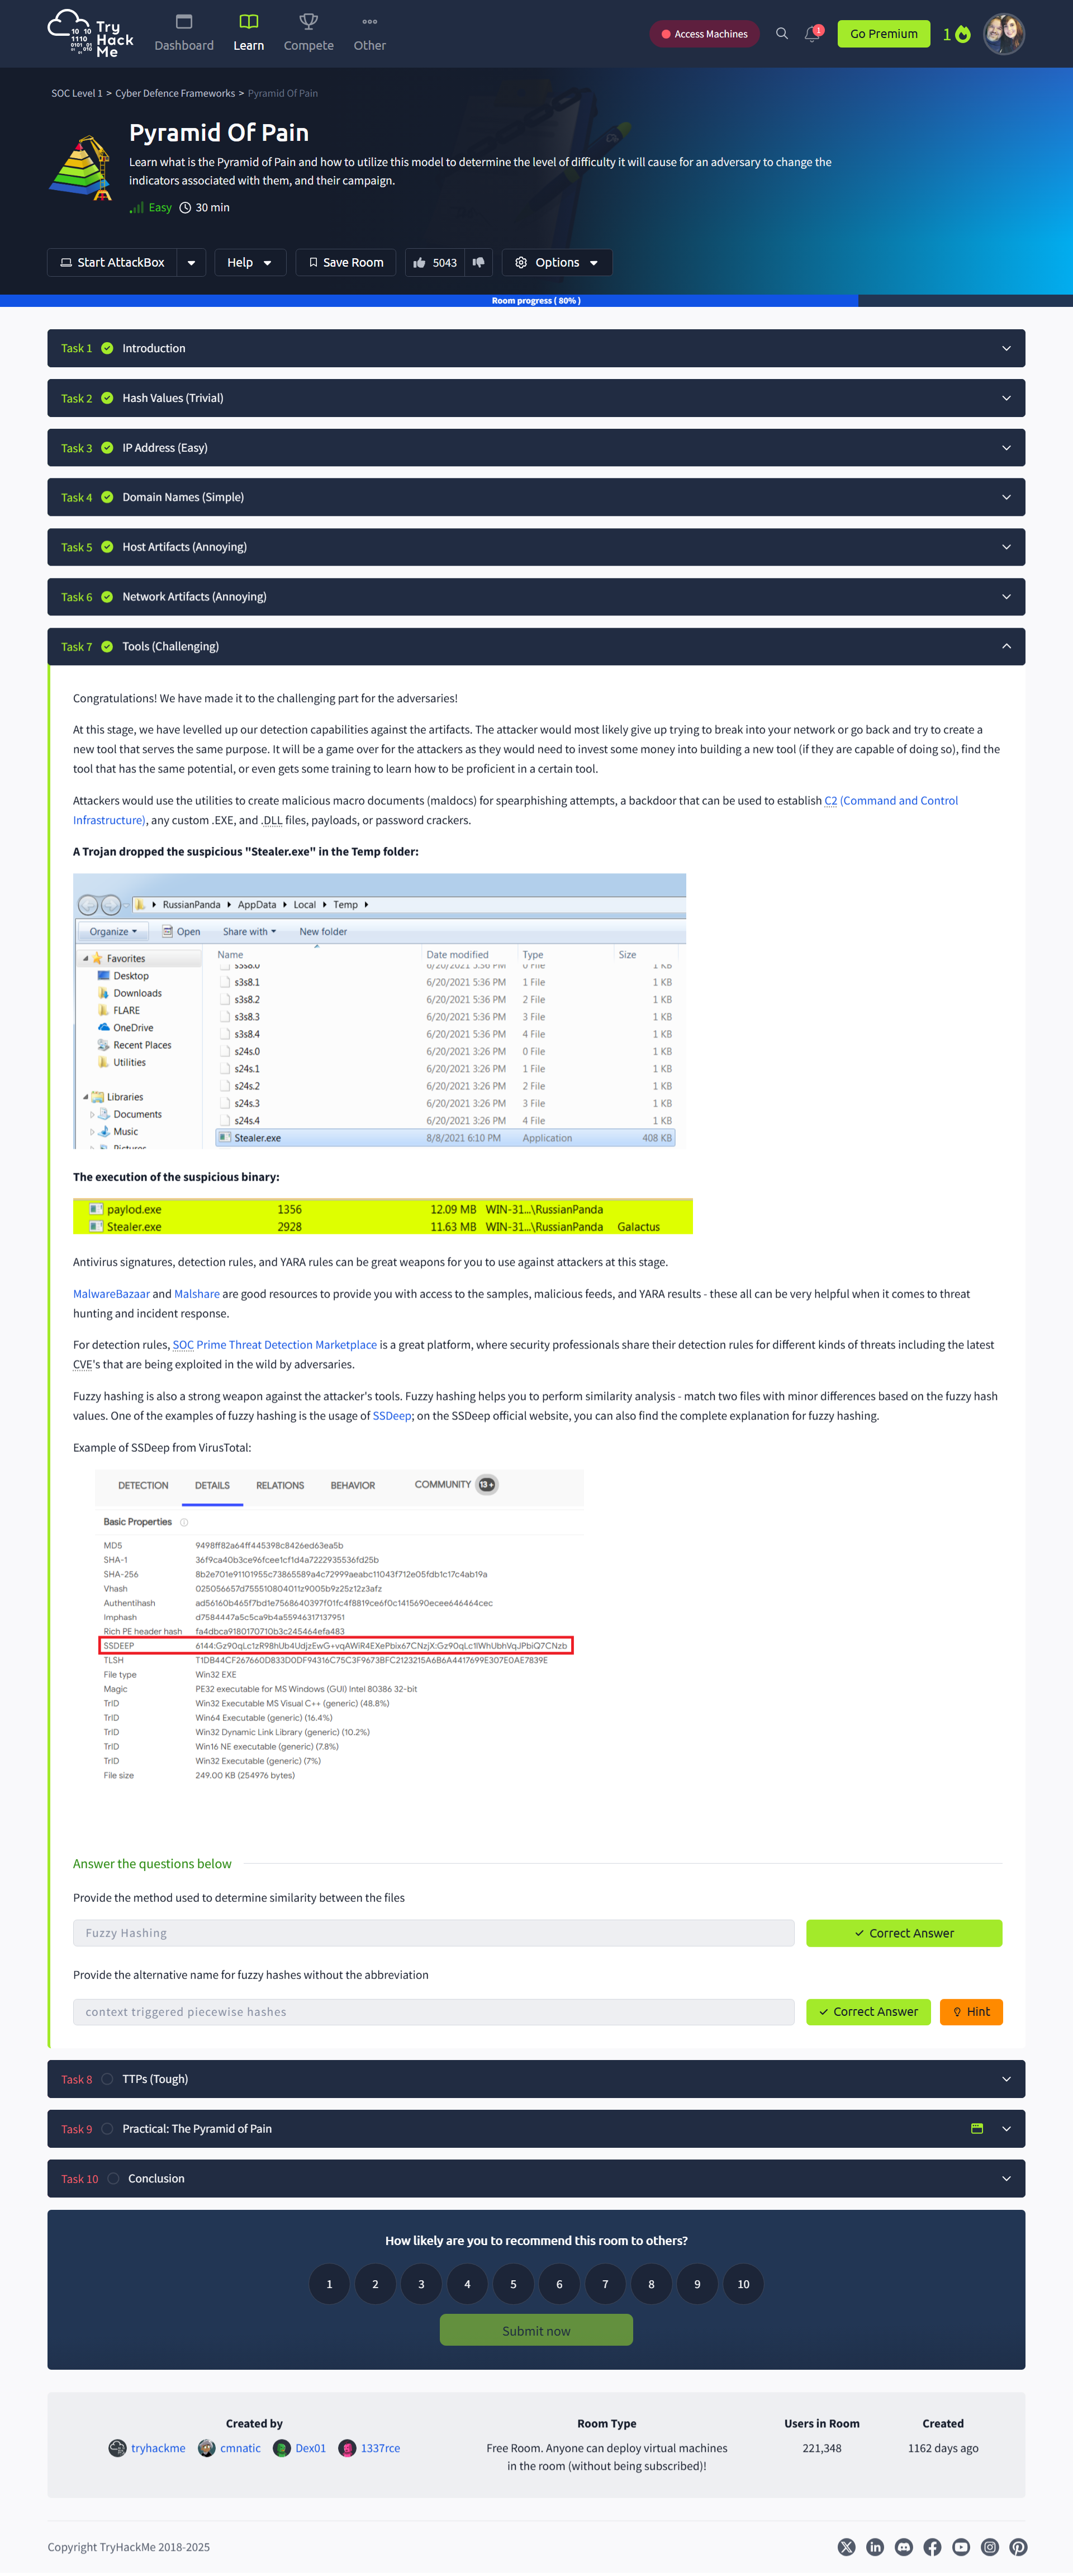 Try
Hack
Me
Dashboard
Learn
Compete
Other
Access Machines
1
Go Premium
1
SOC Level 1 > Cyber Defence Frameworks > Pyramid Of Pain
Pyramid Of Pain
Learn what is the Pyramid of Pain and how to utilize this model to determine the level of difficulty it will cause for an adversary to change the
indicators associated with them, and their campaign.
Easy 30 min
Start AttackBox
Help
Save Room
5043
Options
Room progress ( 80% )
Task 1 Introduction
Task 2 Hash Values (Trivial)
Task 3 IP Address (Easy)
Task 4 Domain Names (Simple)
Task 5 Host Artifacts (Annoying)
Task 6 Network Artifacts (Annoying)
Task 7 Tools (Challenging)
Congratulations! We have made it to the challenging part for the adversaries!
At this stage, we have levelled up our detection capabilities against the artifacts. The attacker would most likely give up trying to break into your network or go back and try to create a
new tool that serves the same purpose. It will be a game over for the attackers as they would need to invest some money into building a new tool (if they are capable of doing so), find the
tool that has the same potential, or even gets some training to learn how to be proficient in a certain tool.
Attackers would use the utilities to create malicious macro documents (maldocs) for spearphishing attempts, a backdoor that can be used to establish C2 (Command and Control
Infrastructure), any custom .EXE, and .DLL files, payloads, or password crackers.
A Trojan dropped the suspicious "Stealer.exe" in the Temp folder:
RussianPanda AppData Local Temp
Organize Open Share with New folder
Favorites
Desktop
Downloads
FLARE
OneDrive
Recent Places
Utilities
Libraries
Documents
Music
Pictures
Name Date modified Type Size
s3s8.0 6/20/2021 5:36 PM 0 File 1 KB
s3s8.1 6/20/2021 5:36 PM 1 File 1 KB
s3s8.2 6/20/2021 5:36 PM 2 File 1 KB
s3s8.3 6/20/2021 5:36 PM 3 File 1 KB
s3s8.4 6/20/2021 5:36 PM 4 File 1 KB
s24s.0 6/20/2021 3:26 PM 0 File 1 KB
s24s.1 6/20/2021 3:26 PM 1 File 1 KB
s24s.2 6/20/2021 3:26 PM 2 File 1 KB
s24s.3 6/20/2021 3:26 PM 3 File 1 KB
s24s.4 6/20/2021 3:26 PM 4 File 1 KB
Stealer.exe 8/8/2021 6:10 PM Application 408 KB
The execution of the suspicious binary:
paylod.exe 1356 12.09 MB WIN-31...\RussianPanda
Stealer.exe 2928 11.63 MB WIN-31...\RussianPanda Galactus
Antivirus signatures, detection rules, and YARA rules can be great weapons for you to use against attackers at this stage.
MalwareBazaar and Malshare are good resources to provide you with access to the samples, malicious feeds, and YARA results - these all can be very helpful when it comes to threat
hunting and incident response.
For detection rules, SOC Prime Threat Detection Marketplace is a great platform, where security professionals share their detection rules for different kinds of threats including the latest
CVE's that are being exploited in the wild by adversaries.
Fuzzy hashing is also a strong weapon against the attacker's tools. Fuzzy hashing helps you to perform similarity analysis - match two files with minor differences based on the fuzzy hash
values. One of the examples of fuzzy hashing is the usage of SSDeep; on the SSDeep official website, you can also find the complete explanation for fuzzy hashing.
Example of SSDeep from VirusTotal:
DETECTION DETAILS RELATIONS BEHAVIOR COMMUNITY 13+
Basic Properties
MD5 9498ff82a64ff445398c8426ed63ea5b
SHA-1 36f9ca40b3ce96fcee1cf1d4a7222935536fd25b
SHA-256 8b2e701e91101955c73865589a4c72999aeabc11043f712e05fdb1c17c4ab19a
Vhash 025056657d755510804011z9005b9z25z12z3afz
Authentihash ad56160b465f7bd1e7568640397f01fc4f8819ce6f0c1415690ecee646464cec
Imphash d7584447a5c5ca9b4a55946317137951
Rich PE header hash fa4dbca9180170710b3c245464efa483
SSDEEP 6144:Gz90qLc1zR98hUb4UdjzEwG+vqAWiR4EXePbix67CNzjX:Gz90qLc1lWhUbhVqJPbiQ7CNzb
TLSH T1DB44CF267660D833D0DF94316C75C3F9673BFC2123215A6B6A4417699E307E0AE7839E
File type Win32 EXE
Magic PE32 executable for MS Windows (GUI) Intel 80386 32-bit
TrID Win32 Executable MS Visual C++ (generic) (48.8%)
TrID Win64 Executable (generic) (16.4%)
TrID Win32 Dynamic Link Library (generic) (10.2%)
TrID Win16 NE executable (generic) (7.8%)
TrID Win32 Executable (generic) (7%)
File size 249.00 KB (254976 bytes)
Answer the questions below
Provide the method used to determine similarity between the files
Fuzzy Hashing
Correct Answer
Provide the alternative name for fuzzy hashes without the abbreviation
context triggered piecewise hashes
Correct Answer
Hint
Task 8 TTPs (Tough)
Task 9 Practical: The Pyramid of Pain
Task 10 Conclusion
How likely are you to recommend this room to others?
1 2 3 4 5 6 7 8 9 10
Submit now
Created by
tryhackme cmnatic Dex01 1337rce
Room Type
Free Room. Anyone can deploy virtual machines
in the room (without being subscribed)!
Users in Room
221,348
Created
1162 days ago
Copyright TryHackMe 2018-2025